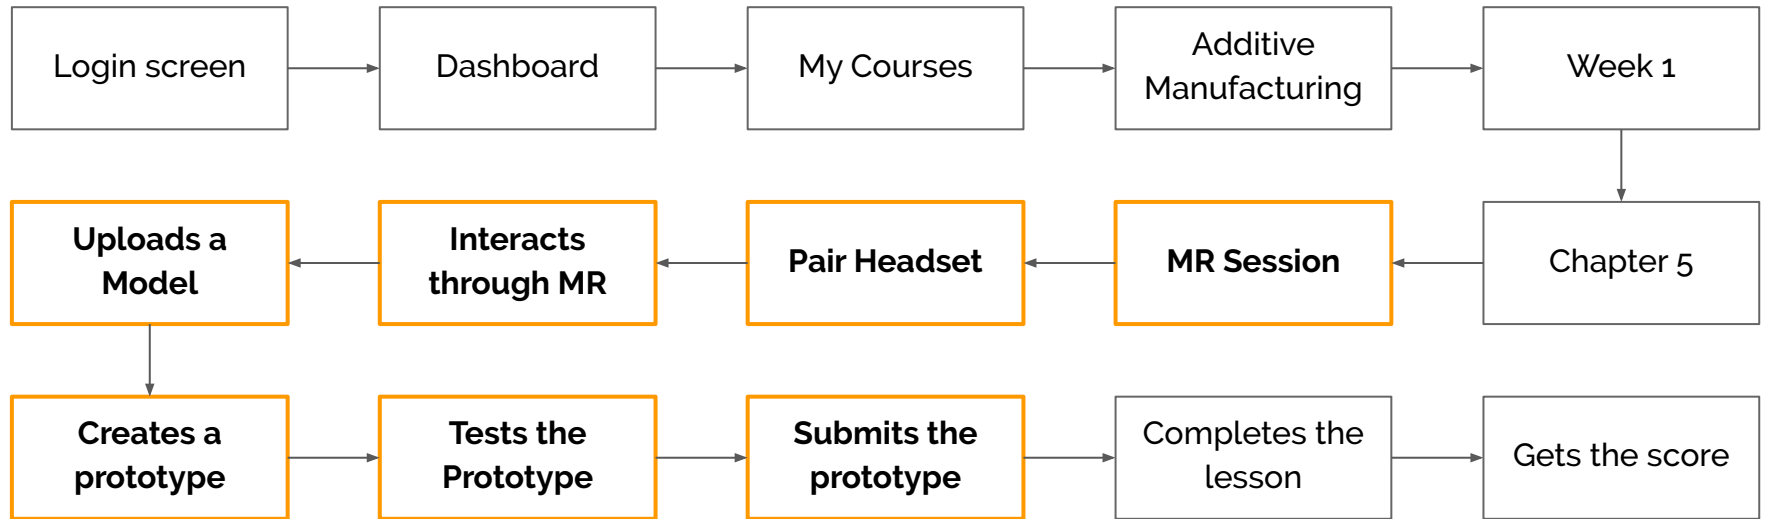 Login screen
Dashboard
My Courses
Additive
Manufacturing
Week 1
Uploads a
Model
Interacts
through MR
Pair Headset
MR Session
Chapter 5
Creates a
prototype
Tests the
Prototype
Submits the
prototype
Completes the
lesson
Gets the score